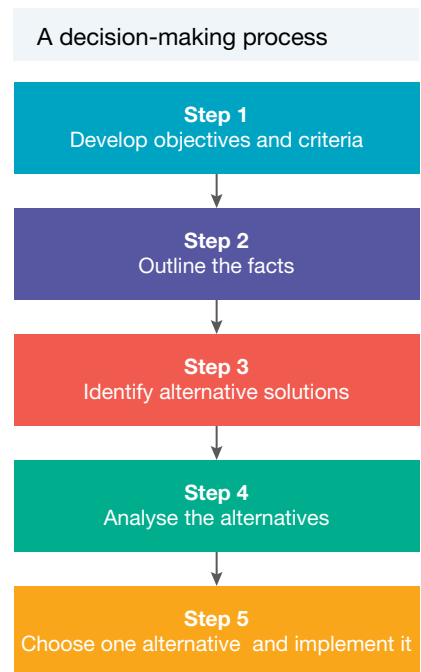 A decision-making process
Step 1
Develop objectives and criteria
Step 2
Outline the facts
Step 3
Identify alternative solutions
Step 4
Analyse the alternatives
Step 5
Choose one alternative and implement it